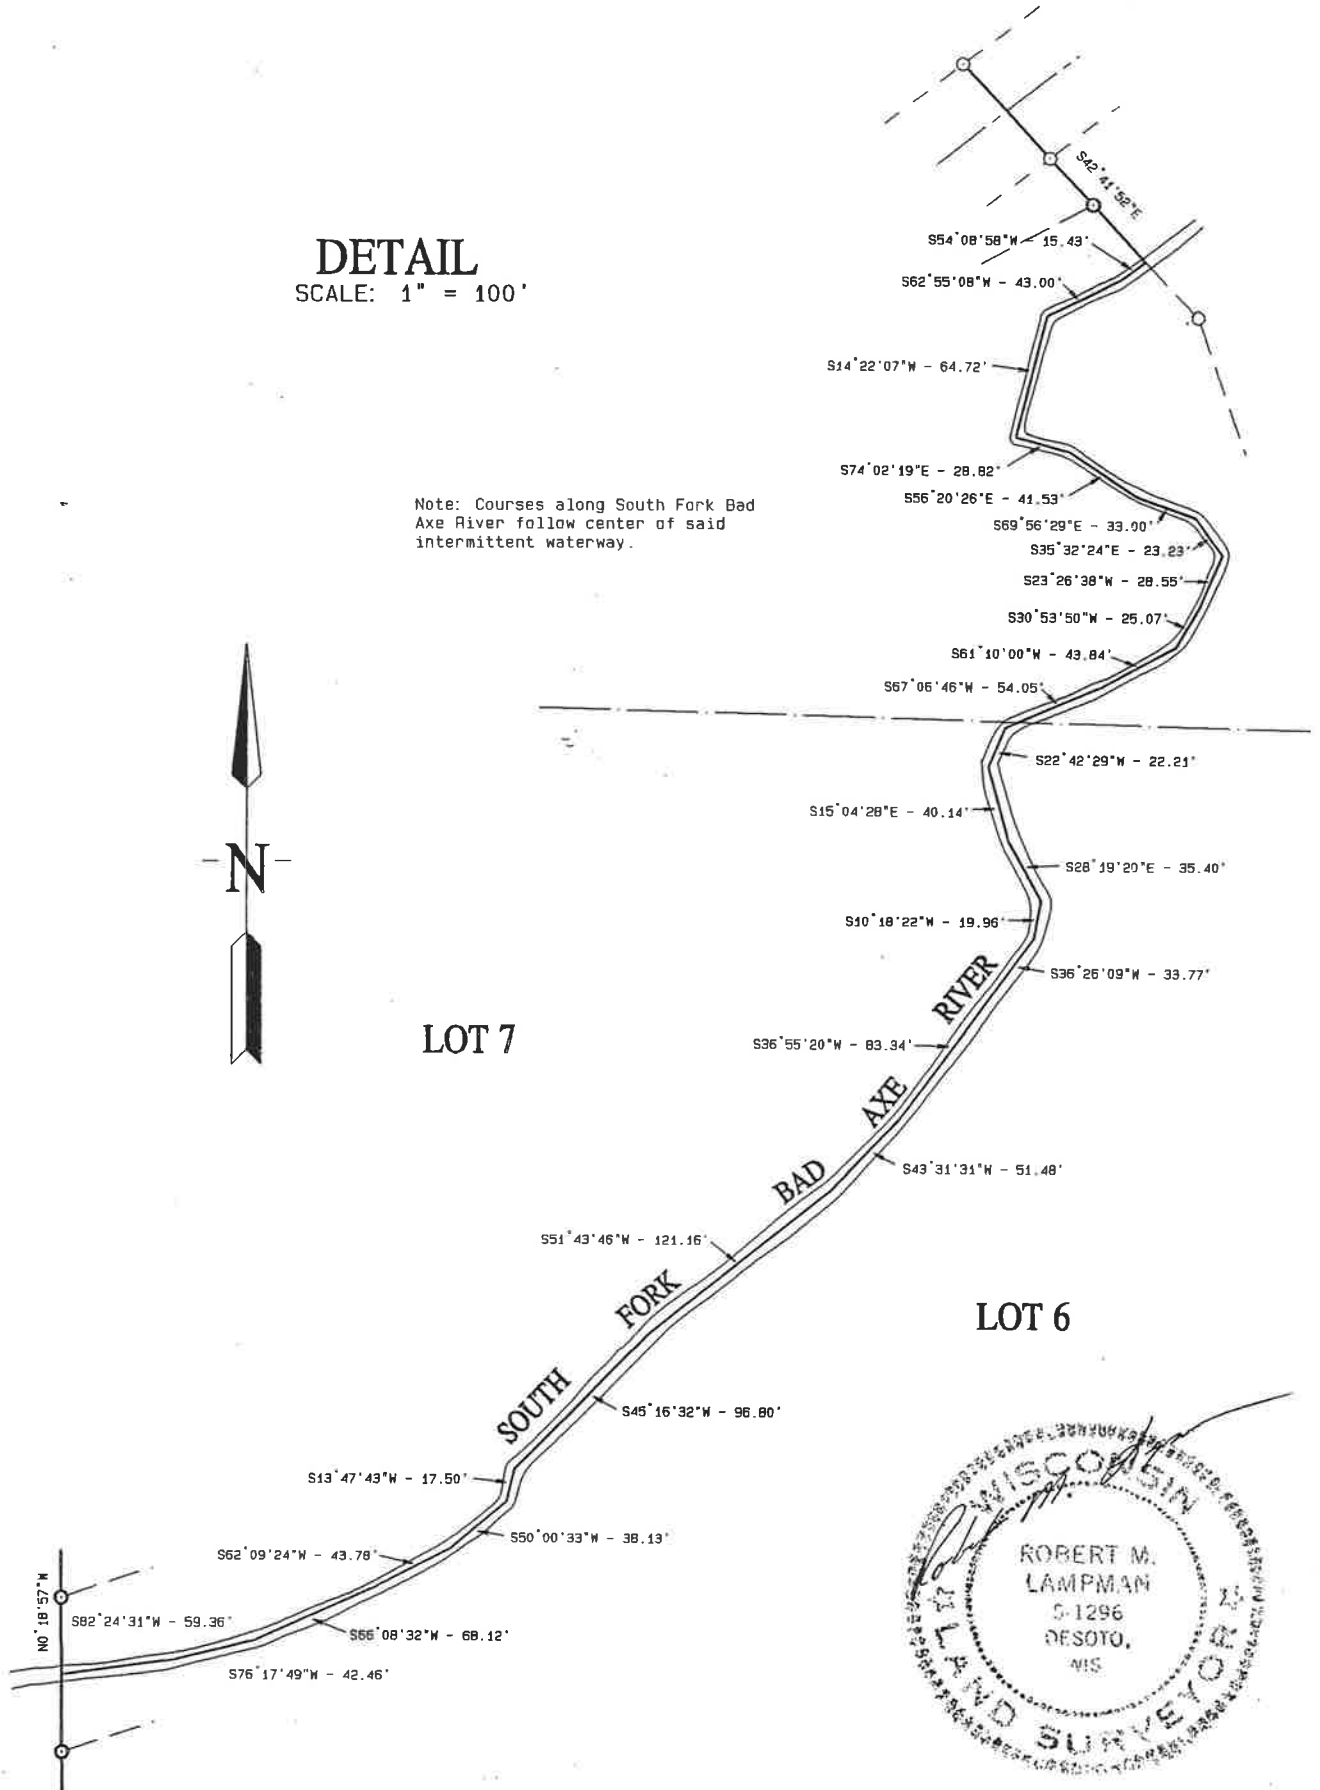 S42°41'52"E
DETAIL
SCALE: 1" = 100'
S54°08'58"W - 15.43'
S62°55'08"W - 43.00'
S14°22'07"W - 64.72'
S74°02'19"E - 28.82'
S56°20'26"E - 41.53'
Note: Courses along South Fork Bad
Axe River follow center of said
intermittent waterway.
S69°56'29"E - 33.00'
S35°32'24"E - 23.23'
S23°26'38"W - 28.55'
S30°53'50"W - 25.07'
S61°10'00"W - 43.84'
S67°06'46"W - 54.05'
S22°42'29"W - 22.21'
S15°04'28"E - 40.14'
S28°19'20"E - 35.40'
-N-
S10°18'22"W - 19.96'
S36°26'09"W - 33.77'
LOT 7
S36°55'20"W - 83.34'
S43°31'31"W - 51.48'
S51°43'46"W - 121.16'
SOUTH FORK BAD AXE RIVER
LOT 6
S45°16'32"W - 96.80'
S13°47'43"W - 17.50'
S50°00'33"W - 38.13'
S62°09'24"W - 43.78'
N0°18'57"W
S82°24'31"W - 59.36'
S66°08'32"W - 68.12'
S76°17'49"W - 42.46'
WISCONSIN
ROBERT M.
LAMPMAN
S-1296
DESOTO,
WIS
LAND SURVEYOR